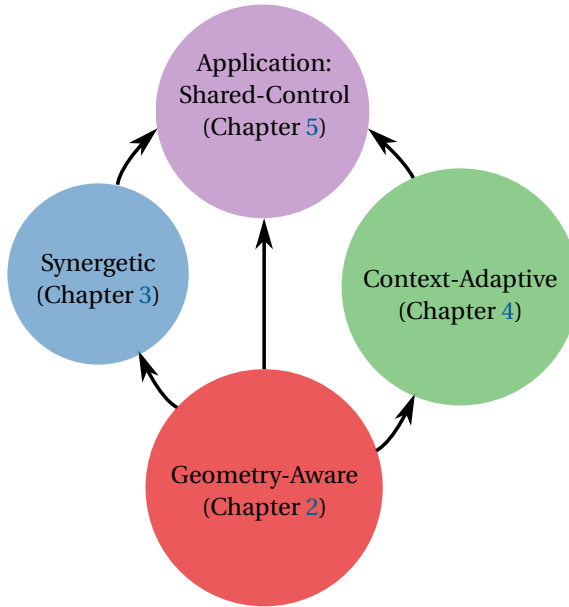 Application:
Shared-Control
(Chapter 5)
Synergetic
(Chapter 3)
Context-Adaptive
(Chapter 4)
Geometry-Aware
(Chapter 2)